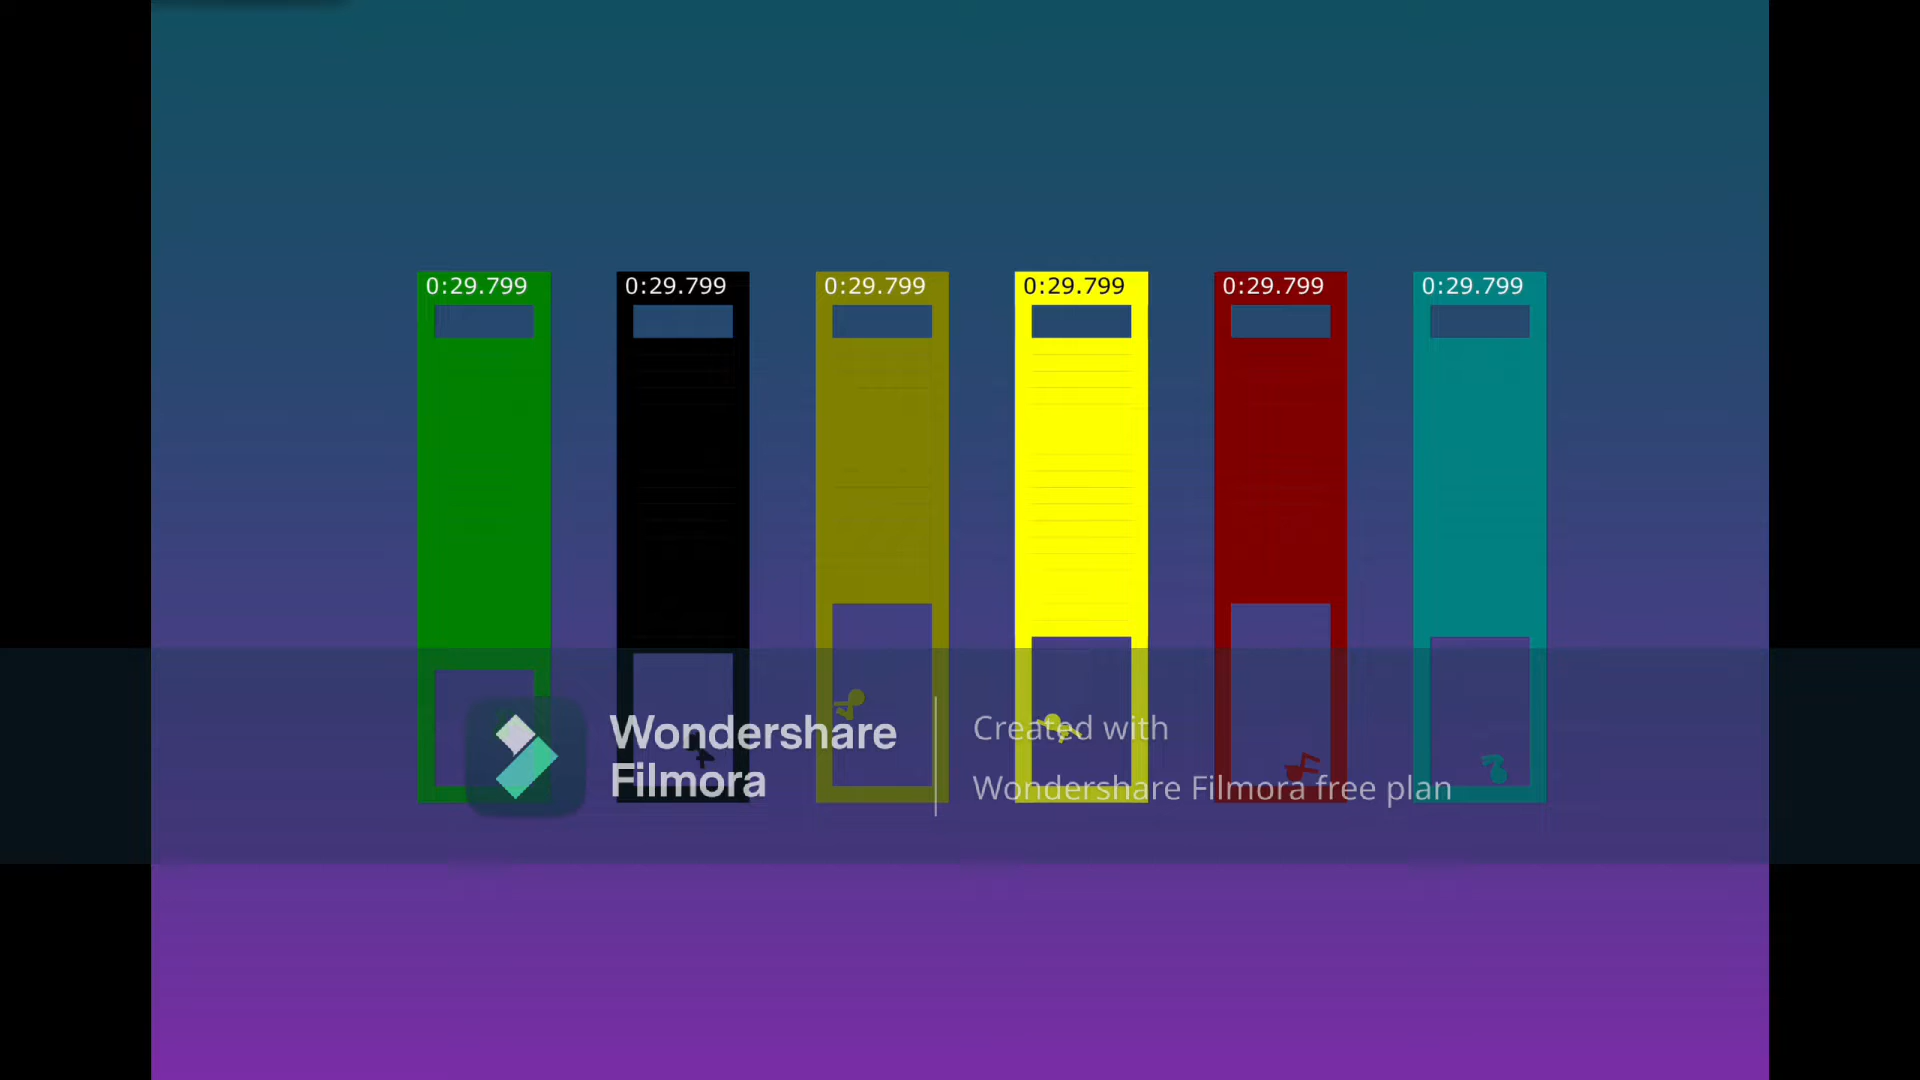 0:29.799 0:29.799 0:29.799 0:29.799 0:29.799 0:29.799
Wondershare
Filmora
Created with
Wondershare Filmora free plan